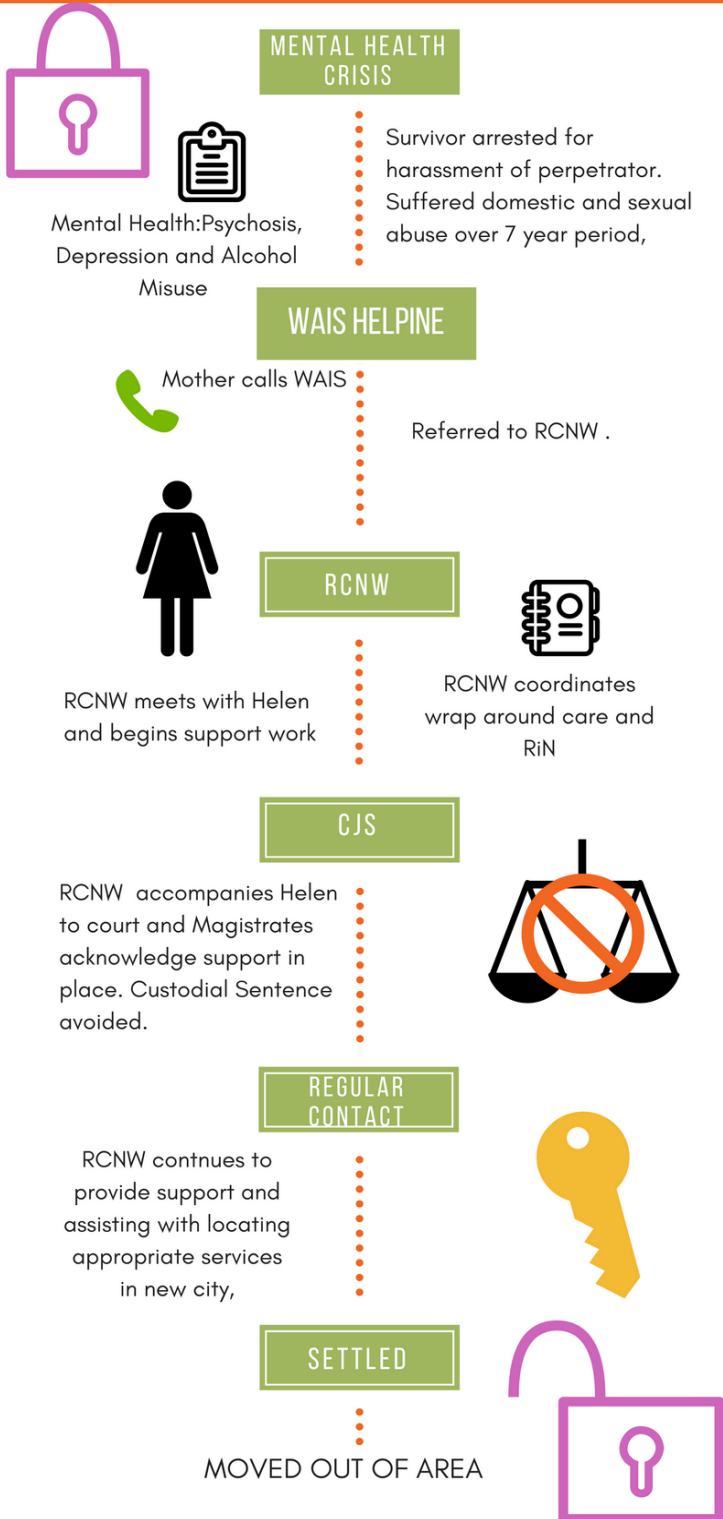 MENTAL HEALTH
CRISIS
Survivor arrested for
harassment of perpetrator.
Suffered domestic and sexual
abuse over 7 year period,
Mental Health:Psychosis,
Depression and Alcohol
Misuse
WAIS HELPINE
Mother calls WAIS
Referred to RCNW .
RCNW
RCNW meets with Helen
and begins support work
RCNW coordinates
wrap around care and
RiN
CJS
RCNW accompanies Helen
to court and Magistrates
acknowledge support in
place. Custodial Sentence
avoided.
REGULAR
CONTACT
RCNW contnues to
provide support and
assisting with locating
appropriate services
in new city,
SETTLED
MOVED OUT OF AREA